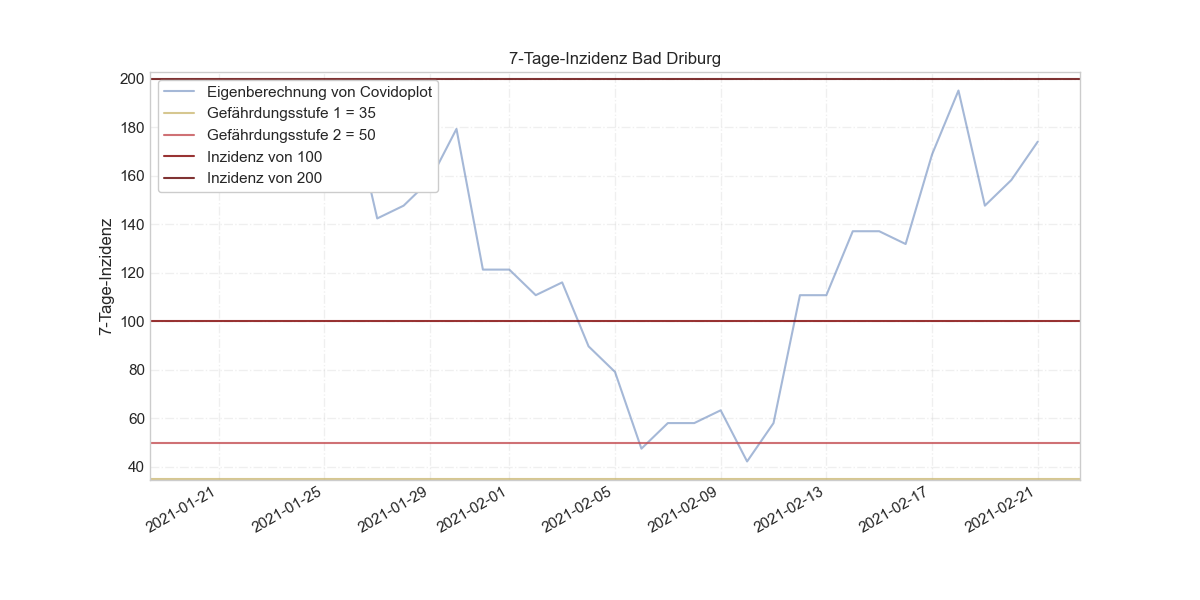 7-Tage-Inzidenz Bad Driburg
7-Tage-Inzidenz
200
180
160
140
120
100
80
60
40
Eigenberechnung von Covidoplot
Gefährdungsstufe 1 = 35
Gefährdungsstufe 2 = 50
Inzidenz von 100
Inzidenz von 200
2021-01-21
2021-01-25
2021-01-29
2021-02-01
2021-02-05
2021-02-09
2021-02-13
2021-02-17
2021-02-21